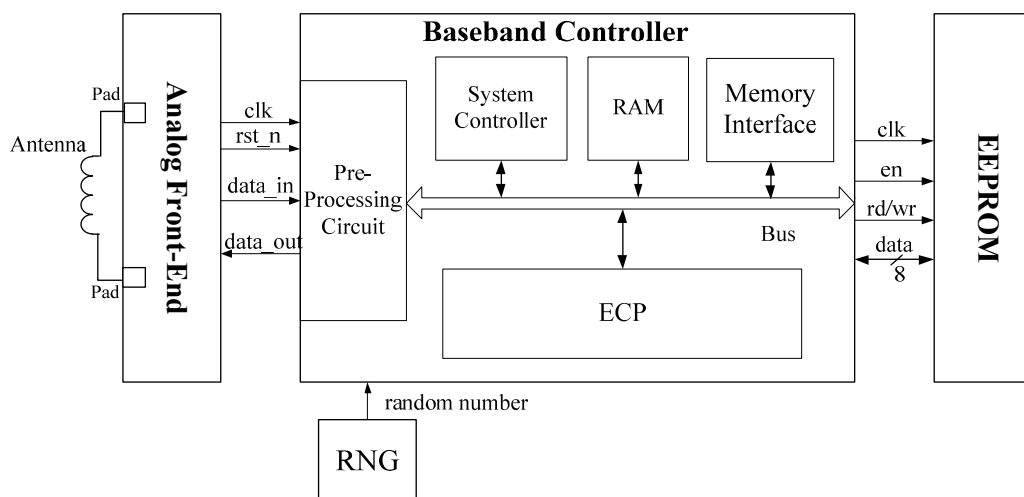 Baseband Controller
Pad
Antenna
Pad
Analog Front-End
clk
rst_n
data_in
data_out
Pre-
Processing
Circuit
System
Controller
RAM
Memory
Interface
Bus
ECP
clk
en
rd/wr
data
8
EEPROM
random number
RNG